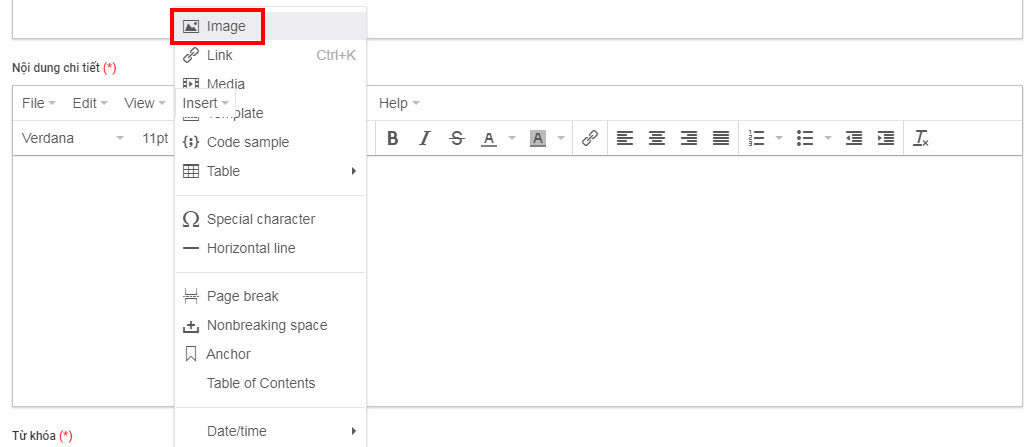 Image
Link Ctrl+K
Nội dung chi tiết (*)
Media
File Edit View Insert Help
Template
Verdana 11pt B I S A A
Code sample
Table
Special character
Horizontal line
Page break
Nonbreaking space
Anchor
Table of Contents
Date/time
Từ khóa (*)